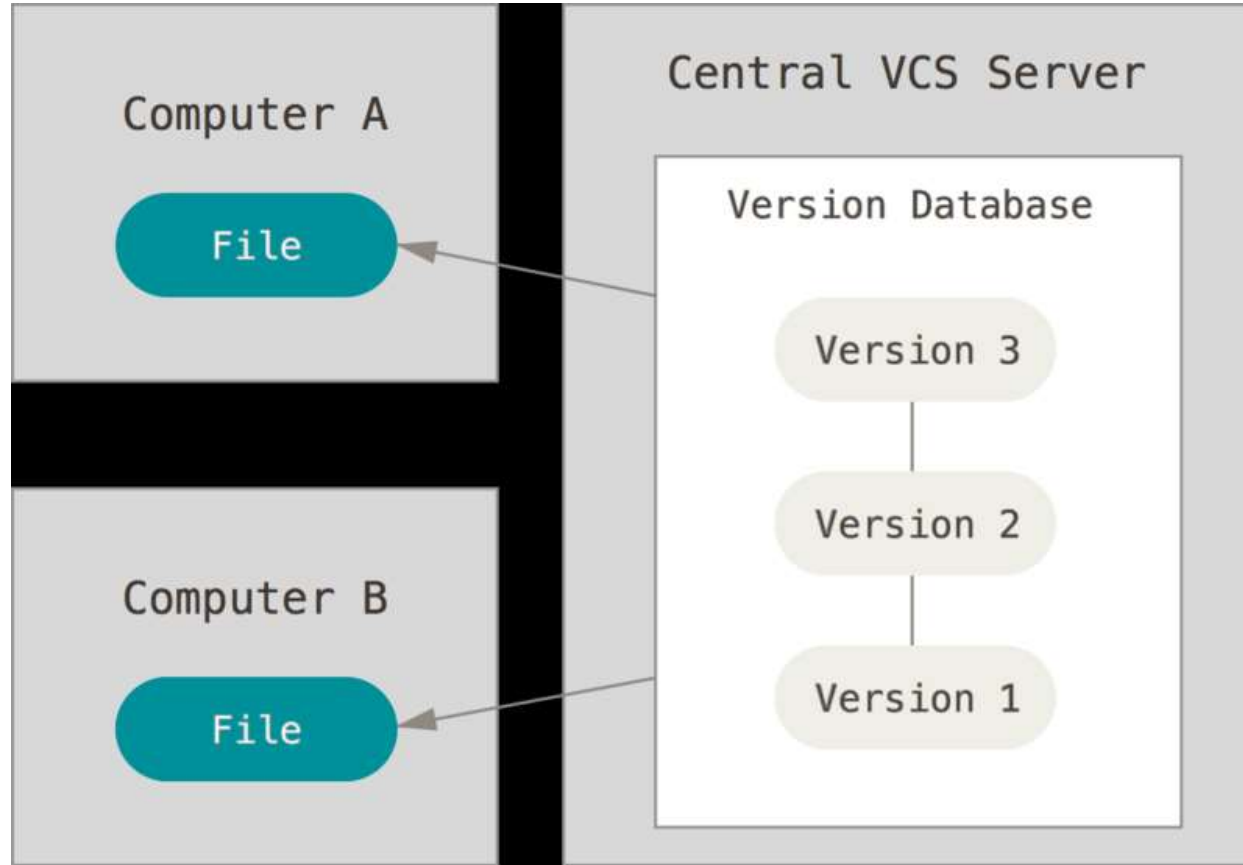 Computer A
File
Computer B
File
Central VCS Server
Version Database
Version 3
Version 2
Version 1